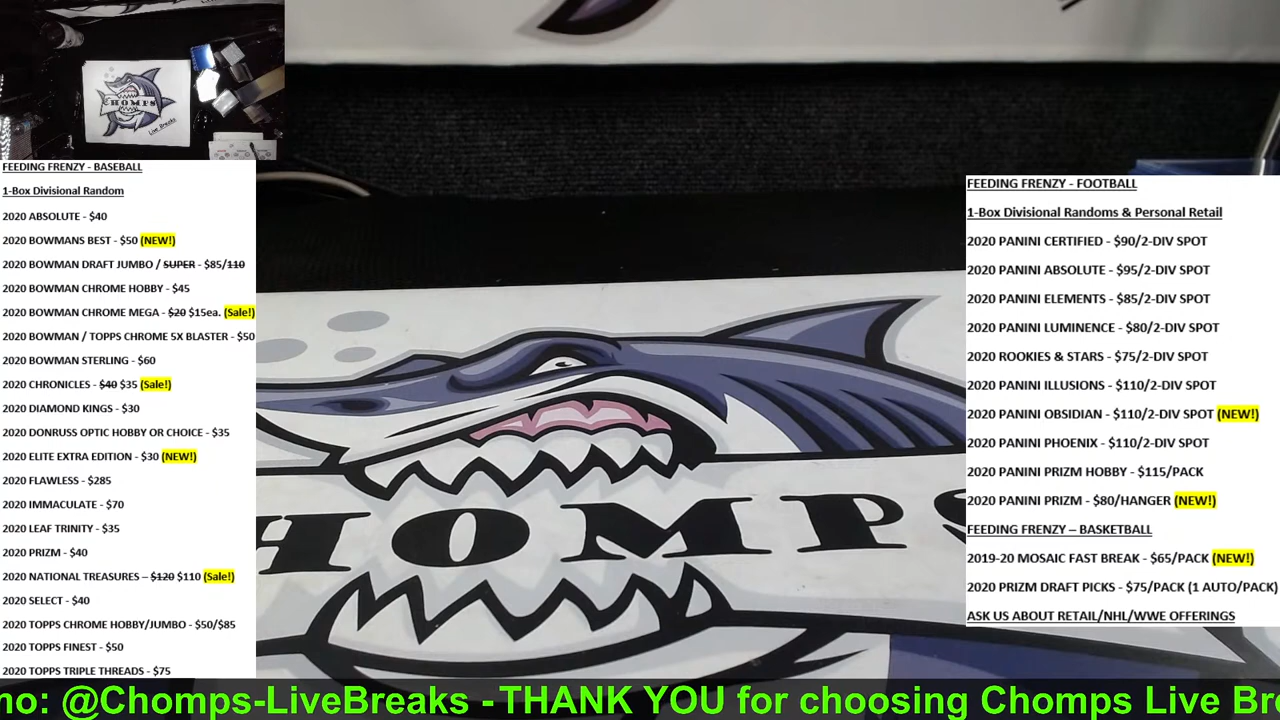 HOMPS
Live Breaks
FEEDING FRENZY - BASEBALL
1-Box Divisional Random
2020 ABSOLUTE - $40
2020 BOWMANS BEST - $50 (NEW!)
2020 BOWMAN DRAFT JUMBO / SUPER - $85/110
2020 BOWMAN CHROME HOBBY - $45
2020 BOWMAN CHROME MEGA - $20 $15ea. (Sale!)
2020 BOWMAN / TOPPS CHROME 5X BLASTER - $50
2020 BOWMAN STERLING - $60
2020 CHRONICLES - $40 $35 (Sale!)
2020 DIAMOND KINGS - $30
2020 DONRUSS OPTIC HOBBY OR CHOICE - $35
2020 ELITE EXTRA EDITION - $30 (NEW!)
2020 FLAWLESS - $285
2020 IMMACULATE - $70
2020 LEAF TRINITY - $35
2020 PRIZM - $40
2020 NATIONAL TREASURES – $120 $110 (Sale!)
2020 SELECT - $40
2020 TOPPS CHROME HOBBY/JUMBO - $50/$85
2020 TOPPS FINEST - $50
2020 TOPPS TRIPLE THREADS - $75
HOMPS
FEEDING FRENZY - FOOTBALL
1-Box Divisional Randoms & Personal Retail
2020 PANINI CERTIFIED - $90/2-DIV SPOT
2020 PANINI ABSOLUTE - $95/2-DIV SPOT
2020 PANINI ELEMENTS - $85/2-DIV SPOT
2020 PANINI LUMINENCE - $80/2-DIV SPOT
2020 ROOKIES & STARS - $75/2-DIV SPOT
2020 PANINI ILLUSIONS - $110/2-DIV SPOT
2020 PANINI OBSIDIAN - $110/2-DIV SPOT (NEW!)
2020 PANINI PHOENIX - $110/2-DIV SPOT
2020 PANINI PRIZM HOBBY - $115/PACK
2020 PANINI PRIZM - $80/HANGER (NEW!)
FEEDING FRENZY – BASKETBALL
2019-20 MOSAIC FAST BREAK - $65/PACK (NEW!)
2020 PRIZM DRAFT PICKS - $75/PACK (1 AUTO/PACK)
ASK US ABOUT RETAIL/NHL/WWE OFFERINGS
no: @Chomps-LiveBreaks - THANK YOU for choosing Chomps Live Bre